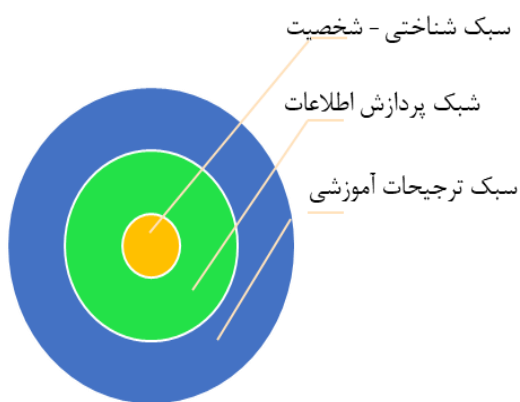 سبک شناختی - شخصیت
شبک پردازش اطلاعات
سبک ترجیحات آموزشی